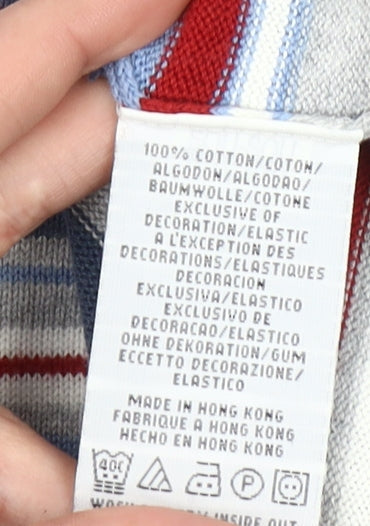 100% COTTON/COTON/
ALGODON/ALGODAO/
BAUMWOLLE/COTONE
EXCLUSIVE OF
DECORATION/ELASTIC
A L'EXCEPTION DES
DECORATIONS/ELASTIQUES
DECORACION
EXCLUSIVA/ELASTICO
EXCLUSIVO DE
DECORACAO/ELASTICO
OHNE DEKORATION/GUM
ECCETTO DECORAZIONE/
ELASTICO
MADE IN HONG KONG
FABRIQUE A HONG KONG
HECHO EN HONG KONG
40C P
INSIDE OUT